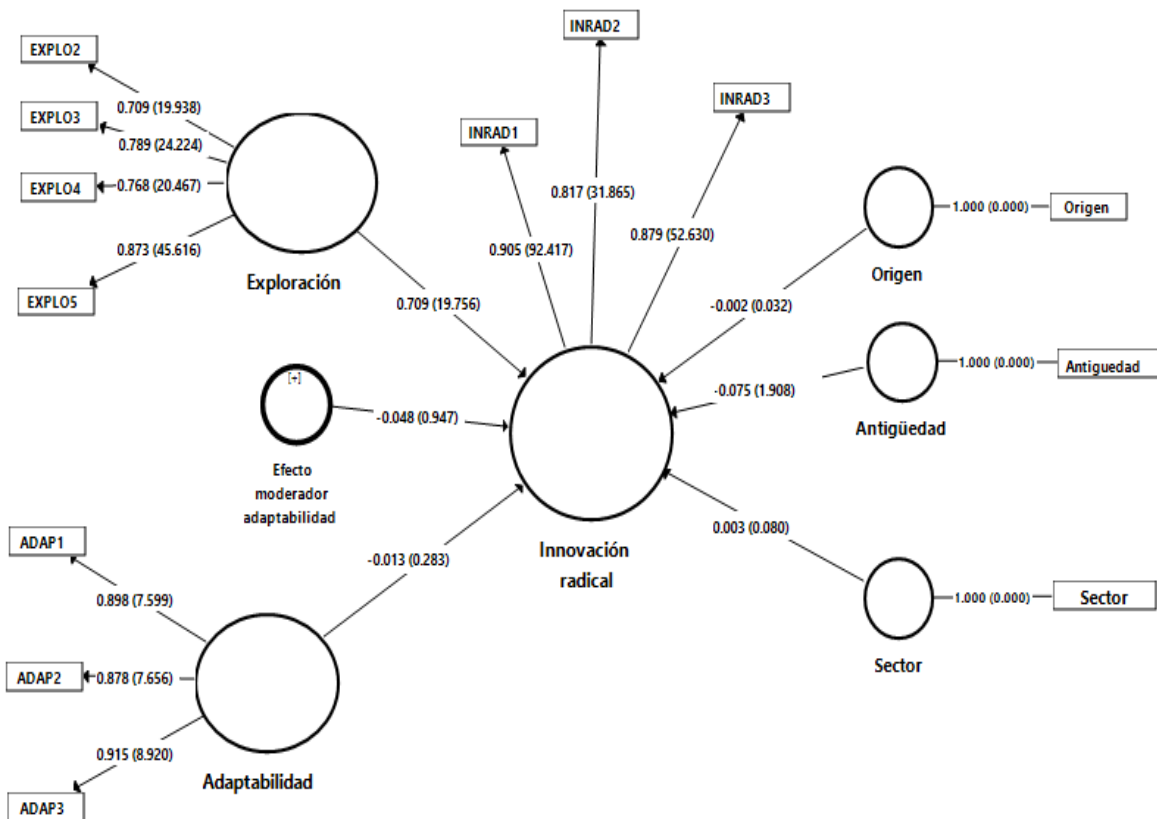 EXPLO2
0.709 (19.938)
EXPLO3
0.789 (24.224)
EXPLO4
0.768 (20.467)
0.873 (45.616)
EXPLO5
Exploración
0.709 (19.756)
INRAD1
INRAD2
INRAD3
0.905 (92.417)
0.817 (31.865)
0.879 (52.630)
1.000 (0.000)
Origen
Origen
-0.002 (0.032)
1.000 (0.000)
Antiguedad
-0.075 (1.908)
Antigüedad
[+]
-0.048 (0.947)
Efecto
moderador
adaptabilidad
Innovación
radical
0.003 (0.080)
1.000 (0.000)
Sector
Sector
ADAP1
0.898 (7.599)
-0.013 (0.283)
ADAP2
0.878 (7.656)
0.915 (8.920)
ADAP3
Adaptabilidad